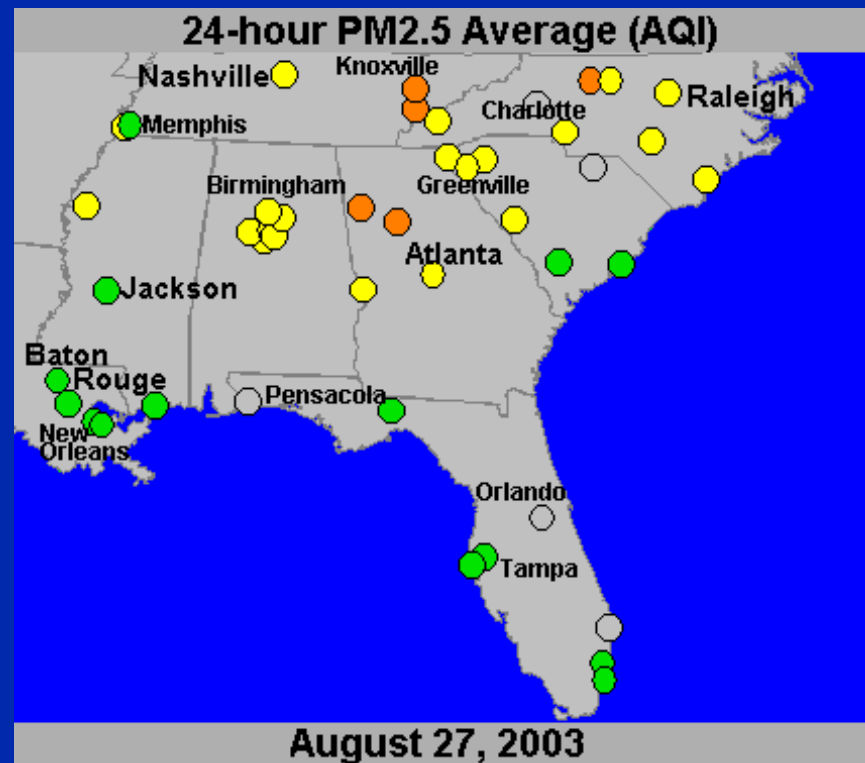 24-hour PM2.5 Average (AQI)
Knoxville
Nashville
Charlotte
Raleigh
Memphis
Birmingham
Greenville
Atlanta
Jackson
Baton
Rouge
Pensacola
New
Orleans
Orlando
Tampa
August 27, 2003